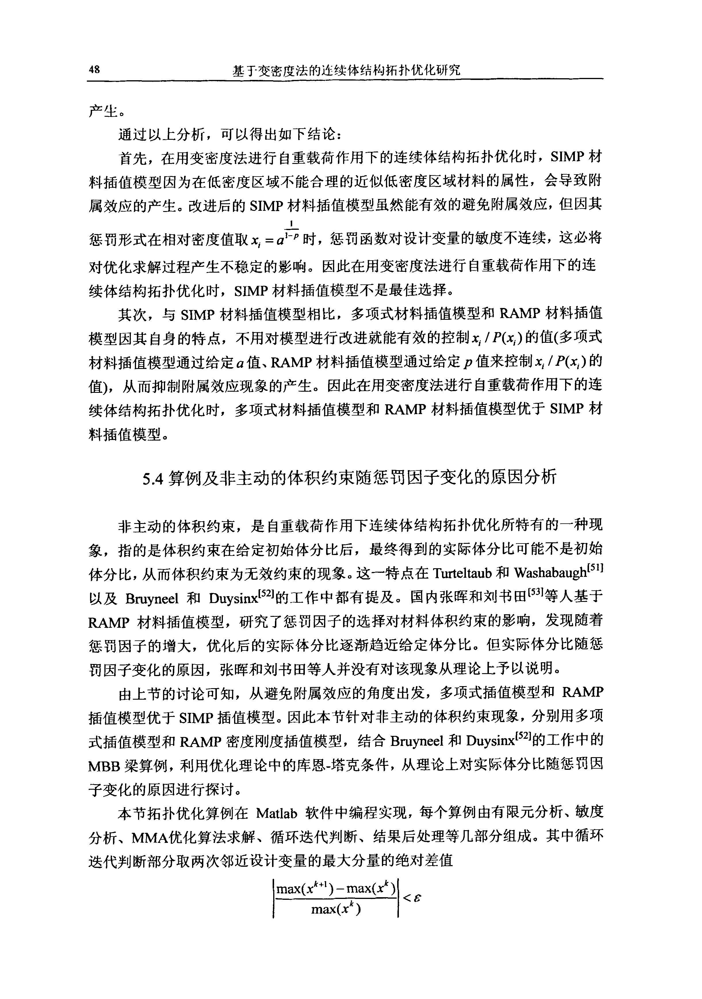 48 基于变密度法的连续体结构拓扑优化研究
产生。
通过以上分析，可以得出如下结论：
首先，在用变密度法进行自重载荷作用下的连续体结构拓扑优化时，SIMP 材
料插值模型因为在低密度区域不能合理的近似低密度区域材料的属性，会导致附
属效应的产生。改进后的 SIMP 材料插值模型虽然能有效的避免附属效应，但因其
惩罚形式在相对密度值取 $x_i = a^{\frac{1}{1-p}}$ 时，惩罚函数对设计变量的敏度不连续，这必将
对优化求解过程产生不稳定的影响。因此在用变密度法进行自重载荷作用下的连
续体结构拓扑优化时，SIMP 材料插值模型不是最佳选择。
其次，与 SIMP 材料插值模型相比，多项式材料插值模型和 RAMP 材料插值
模型因其自身的特点，不用对模型进行改进就能有效的控制 $x_i / P(x_i)$ 的值(多项式
材料插值模型通过给定 a 值、RAMP 材料插值模型通过给定 p 值来控制 $x_i / P(x_i)$ 的
值)，从而抑制附属效应现象的产生。因此在用变密度法进行自重载荷作用下的连
续体结构拓扑优化时，多项式材料插值模型和 RAMP 材料插值模型优于 SIMP 材
料插值模型。
5.4 算例及非主动的体积约束随惩罚因子变化的原因分析
非主动的体积约束，是自重载荷作用下连续体结构拓扑优化所特有的一种现
象，指的是体积约束在给定初始体分比后，最终得到的实际体分比可能不是初始
体分比，从而体积约束为无效约束的现象。这一特点在 Turteltaub 和 Washabaugh[51]
以及 Bruyneel 和 Duysinx[52]的工作中都有提及。国内张晖和刘书田[53]等人基于
RAMP 材料插值模型，研究了惩罚因子的选择对材料体积约束的影响，发现随着
惩罚因子的增大，优化后的实际体分比逐渐趋近给定体分比。但实际体分比随惩
罚因子变化的原因，张晖和刘书田等人并没有对该现象从理论上予以说明。
由上节的讨论可知，从避免附属效应的角度出发，多项式插值模型和 RAMP
插值模型优于 SIMP 插值模型。因此本节针对非主动的体积约束现象，分别用多项
式插值模型和 RAMP 密度刚度插值模型，结合 Bruyneel 和 Duysinx[52]的工作中的
MBB 梁算例，利用优化理论中的库恩-塔克条件，从理论上对实际体分比随惩罚因
子变化的原因进行探讨。
本节拓扑优化算例在 Matlab 软件中编程实现，每个算例由有限元分析、敏度
分析、MMA优化算法求解、循环迭代判断、结果后处理等几部分组成。其中循环
迭代判断部分取两次邻近设计变量的最大分量的绝对差值
$\left|\frac{\max(x^{k+1})-\max(x^k)}{\max(x^k)}\right|<\varepsilon$